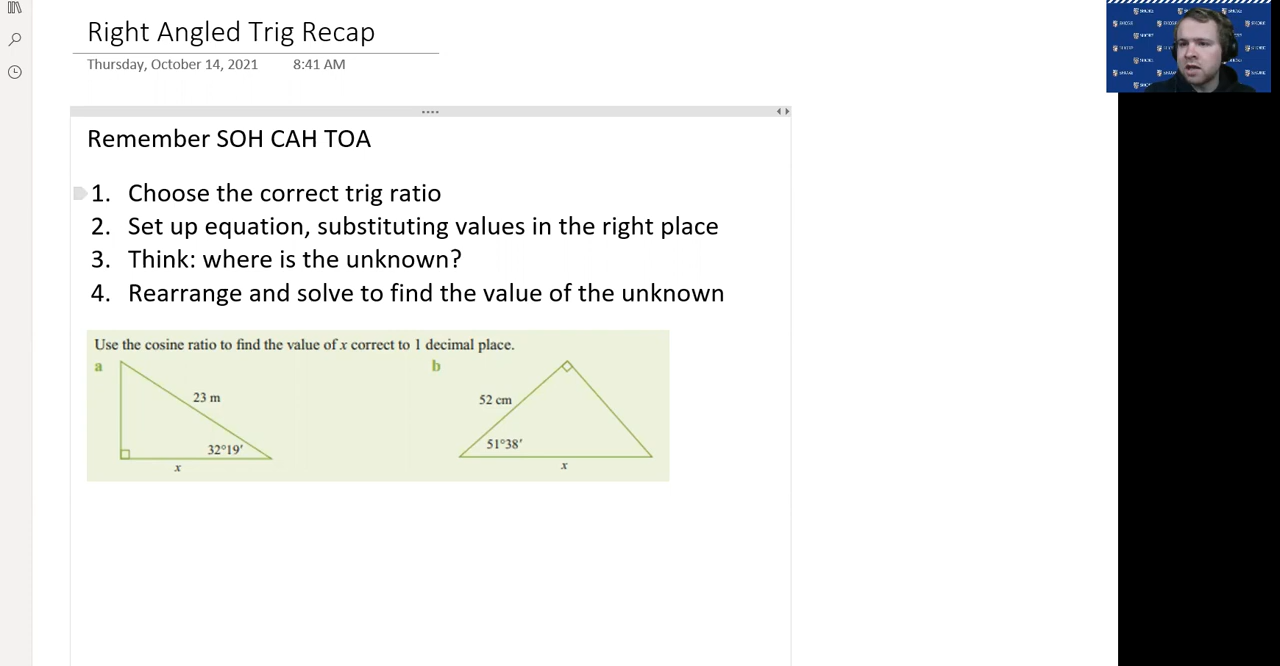 Right Angled Trig Recap
Thursday, October 14, 2021 8:41 AM
Remember SOH CAH TOA
1. Choose the correct trig ratio
2. Set up equation, substituting values in the right place
3. Think: where is the unknown?
4. Rearrange and solve to find the value of the unknown
Use the cosine ratio to find the value of x correct to 1 decimal place.
a
b
23 m
52 cm
32°19′
51°38′
x
x